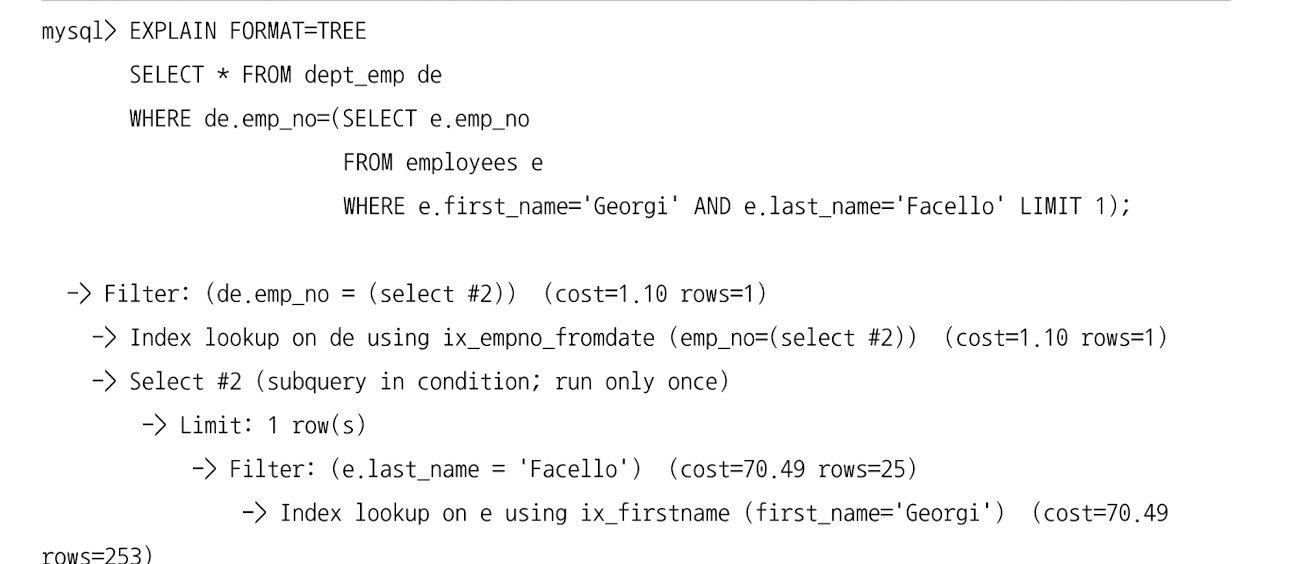 mysql> EXPLAIN FORMAT=TREE
SELECT * FROM dept_emp de
WHERE de.emp_no=(SELECT e.emp_no
FROM employees e
WHERE e.first_name='Georgi' AND e.last_name='Facello' LIMIT 1);
-> Filter: (de.emp_no = (select #2))  (cost=1.10 rows=1)
-> Index lookup on de using ix_empno_fromdate (emp_no=(select #2))  (cost=1.10 rows=1)
-> Select #2 (subquery in condition; run only once)
-> Limit: 1 row(s)
-> Filter: (e.last_name = 'Facello')  (cost=70.49 rows=25)
-> Index lookup on e using ix_firstname (first_name='Georgi')  (cost=70.49
rows=253)